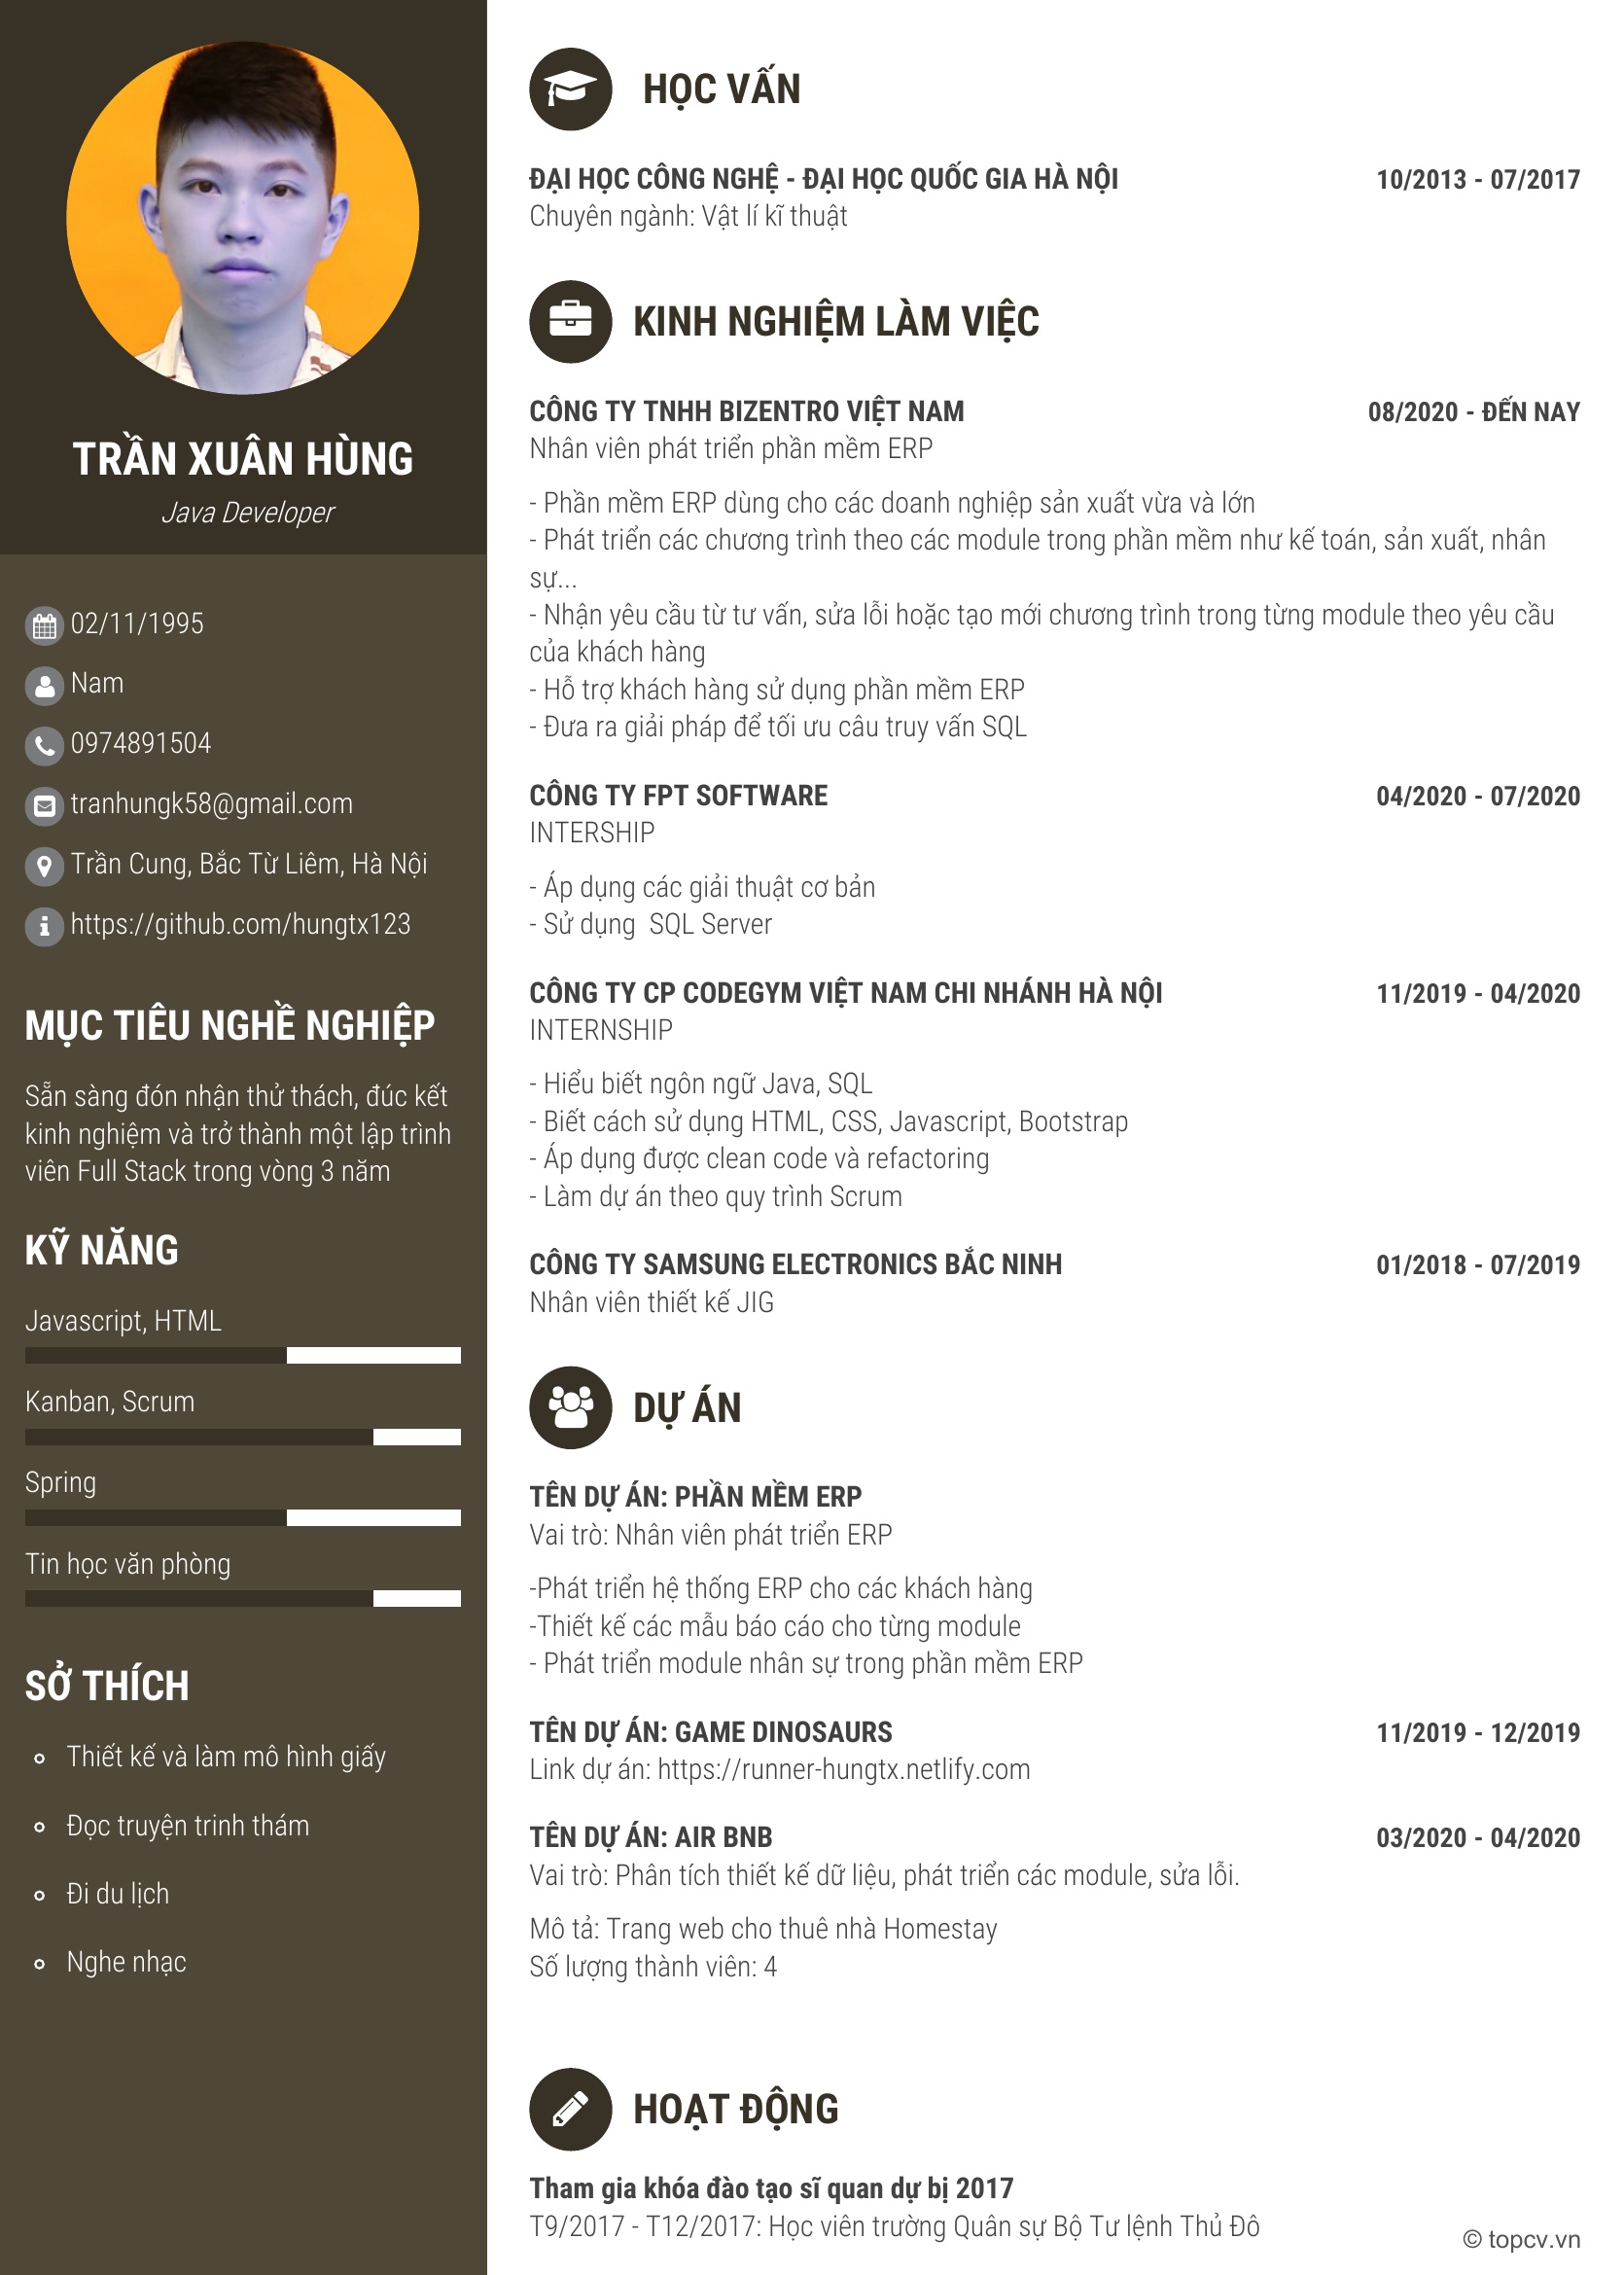 TRẦN XUÂN HÙNG
Java Developer
02/11/1995
Nam
0974891504
tranhungk58@gmail.com
Trần Cung, Bắc Từ Liêm, Hà Nội
https://github.com/hungtx123
MỤC TIÊU NGHỀ NGHIỆP
Sẵn sàng đón nhận thử thách, đúc kết
kinh nghiệm và trở thành một lập trình
viên Full Stack trong vòng 3 năm
KỸ NĂNG
Javascript, HTML
Kanban, Scrum
Spring
Tin học văn phòng
SỞ THÍCH
Thiết kế và làm mô hình giấy
Đọc truyện trinh thám
Đi du lịch
Nghe nhạc
HỌC VẤN
ĐẠI HỌC CÔNG NGHỆ - ĐẠI HỌC QUỐC GIA HÀ NỘI 10/2013 - 07/2017
Chuyên ngành: Vật lí kĩ thuật
KINH NGHIỆM LÀM VIỆC
CÔNG TY TNHH BIZENTRO VIỆT NAM 08/2020 - ĐẾN NAY
Nhân viên phát triển phần mềm ERP
- Phần mềm ERP dùng cho các doanh nghiệp sản xuất vừa và lớn
- Phát triển các chương trình theo các module trong phần mềm như kế toán, sản xuất, nhân
sự...
- Nhận yêu cầu từ tư vấn, sửa lỗi hoặc tạo mới chương trình trong từng module theo yêu cầu
của khách hàng
- Hỗ trợ khách hàng sử dụng phần mềm ERP
- Đưa ra giải pháp để tối ưu câu truy vấn SQL
CÔNG TY FPT SOFTWARE 04/2020 - 07/2020
INTERSHIP
- Áp dụng các giải thuật cơ bản
- Sử dụng  SQL Server
CÔNG TY CP CODEGYM VIỆT NAM CHI NHÁNH HÀ NỘI 11/2019 - 04/2020
INTERNSHIP
- Hiểu biết ngôn ngữ Java, SQL
- Biết cách sử dụng HTML, CSS, Javascript, Bootstrap
- Áp dụng được clean code và refactoring
- Làm dự án theo quy trình Scrum
CÔNG TY SAMSUNG ELECTRONICS BẮC NINH 01/2018 - 07/2019
Nhân viên thiết kế JIG
DỰ ÁN
TÊN DỰ ÁN: PHẦN MỀM ERP
Vai trò: Nhân viên phát triển ERP
-Phát triển hệ thống ERP cho các khách hàng
-Thiết kế các mẫu báo cáo cho từng module
- Phát triển module nhân sự trong phần mềm ERP
TÊN DỰ ÁN: GAME DINOSAURS 11/2019 - 12/2019
Link dự án: https://runner-hungtx.netlify.com
TÊN DỰ ÁN: AIR BNB 03/2020 - 04/2020
Vai trò: Phân tích thiết kế dữ liệu, phát triển các module, sửa lỗi.
Mô tả: Trang web cho thuê nhà Homestay
Số lượng thành viên: 4
HOẠT ĐỘNG
Tham gia khóa đào tạo sĩ quan dự bị 2017
T9/2017 - T12/2017: Học viên trường Quân sự Bộ Tư lệnh Thủ Đô
© topcv.vn